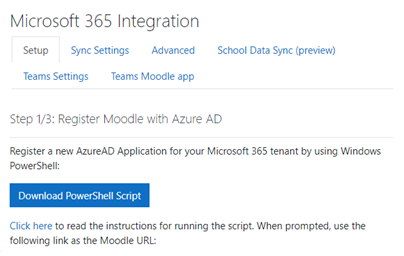 Microsoft 365 Integration
Setup Sync Settings Advanced School Data Sync (preview)
Teams Settings Teams Moodle app
Step 1/3: Register Moodle with Azure AD
Register a new AzureAD Application for your Microsoft 365 tenant by using Windows
PowerShell:
Download PowerShell Script
Click here to read the instructions for running the script. When prompted, use the
following link as the Moodle URL: